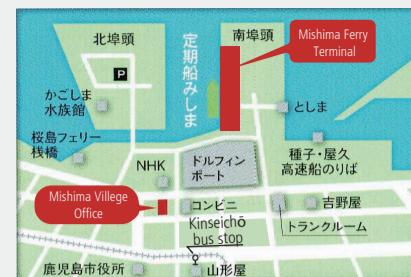 北埠頭
南埠頭
Mishima Ferry
Terminal
定期船みしま
P
かごしま
水族館
としま
桜島フェリー
桟橋
種子・屋久
高速船のりば
NHK
ドルフィン
ポート
Mishima Villege
Office
コンビニ
吉野屋
Kinseichō
bus stop
トランクルーム
鹿児島市役所
山形屋